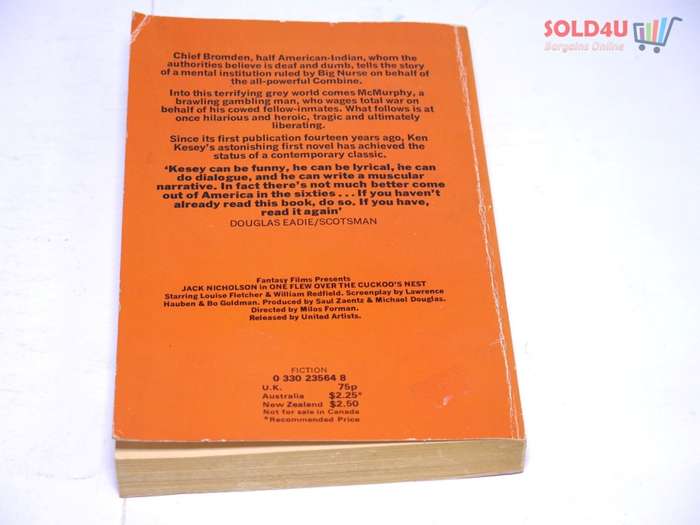 SOLD4U
Bargains Online
Chief Bromden, half American-Indian, whom the
authorities believe is deaf and dumb, tells the story
of a mental institution ruled by Big Nurse on behalf of
the all-powerful Combine.
Into this terrifying grey world comes McMurphy, a
brawling gambling man, who wages total war on
behalf of his cowed fellow-inmates. What follows is at
once hilarious and heroic, tragic and ultimately
liberating.
Since its first publication fourteen years ago, Ken
Kesey's astonishing first novel has achieved the
status of a contemporary classic.
'Kesey can be funny, he can be lyrical, he can
do dialogue, and he can write a muscular
narrative. In fact there's not much better come
out of America in the sixties . . . If you haven't
already read this book, do so. If you have,
read it again'
DOUGLAS EADIE/SCOTSMAN
Fantasy Films Presents
JACK NICHOLSON in ONE FLEW OVER THE CUCKOO'S NEST
Starring Louise Fletcher & William Redfield. Screenplay by Lawrence
Hauben & Bo Goldman. Produced by Saul Zaentz & Michael Douglas.
Directed by Milos Forman.
Released by United Artists.
FICTION
0 330 23564 8
U.K. 75p
Australia $2.25*
New Zealand $2.50
Not for sale in Canada
*Recommended Price